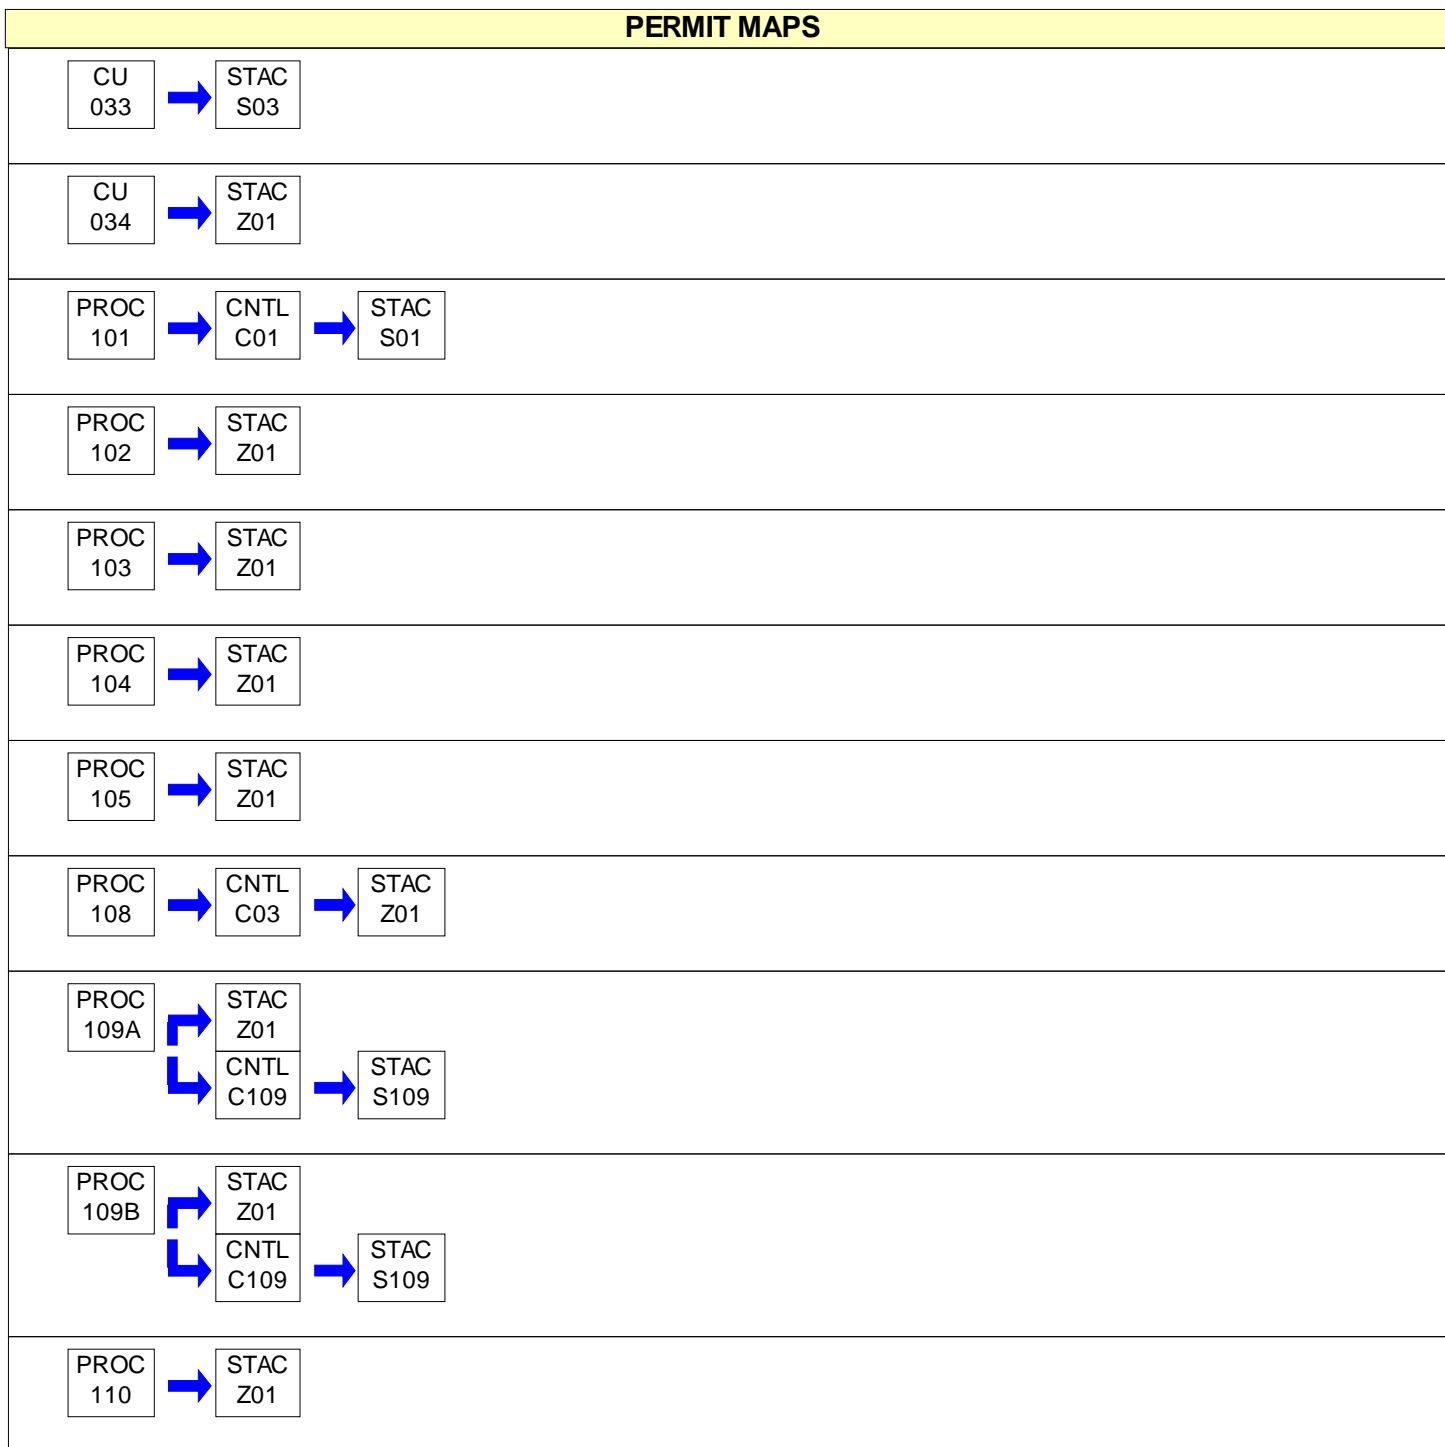 PERMIT MAPS
CU
033
STAC
S03
CU
034
STAC
Z01
PROC
101
CNTL
C01
STAC
S01
PROC
102
STAC
Z01
PROC
103
STAC
Z01
PROC
104
STAC
Z01
PROC
105
STAC
Z01
PROC
108
CNTL
C03
STAC
Z01
PROC
109A
STAC
Z01
CNTL
C109
STAC
S109
PROC
109B
STAC
Z01
CNTL
C109
STAC
S109
PROC
110
STAC
Z01